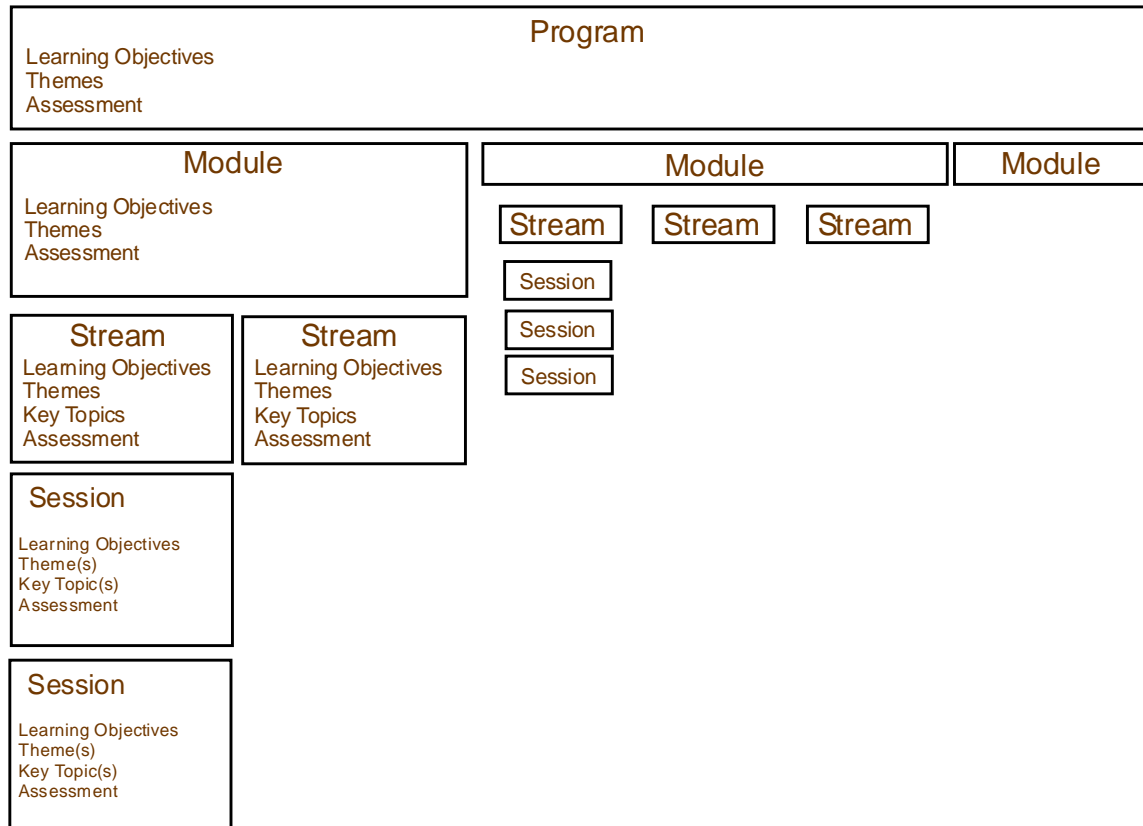 Program
Learning Objectives
Themes
Assessment
Module
Learning Objectives
Themes
Assessment
Module
Module
Stream
Stream
Stream
Session
Session
Session
Stream
Learning Objectives
Themes
Key Topics
Assessment
Stream
Learning Objectives
Themes
Key Topics
Assessment
Session
Learning Objectives
Theme(s)
Key Topic(s)
Assessment
Session
Learning Objectives
Theme(s)
Key Topic(s)
Assessment